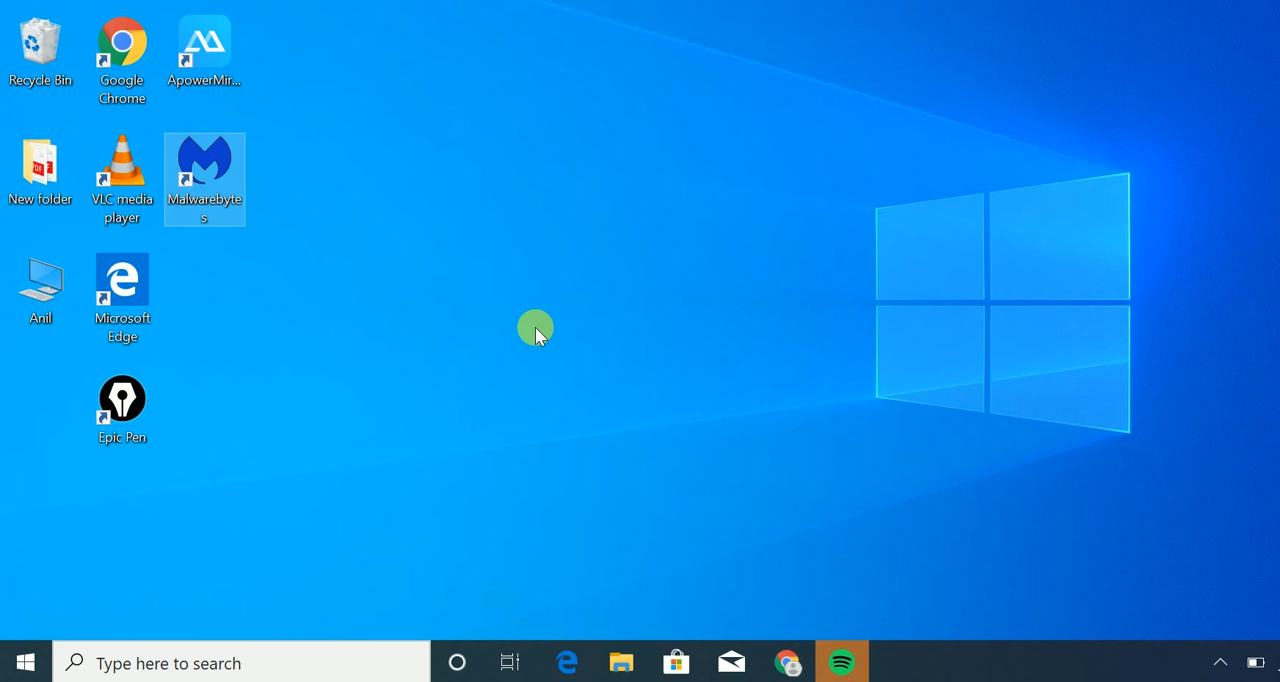 Recycle Bin
Google
Chrome
ApowerMir...
New folder
VLC media
player
Malwarebyte
s
Anil
Microsoft
Edge
Epic Pen
Type here to search